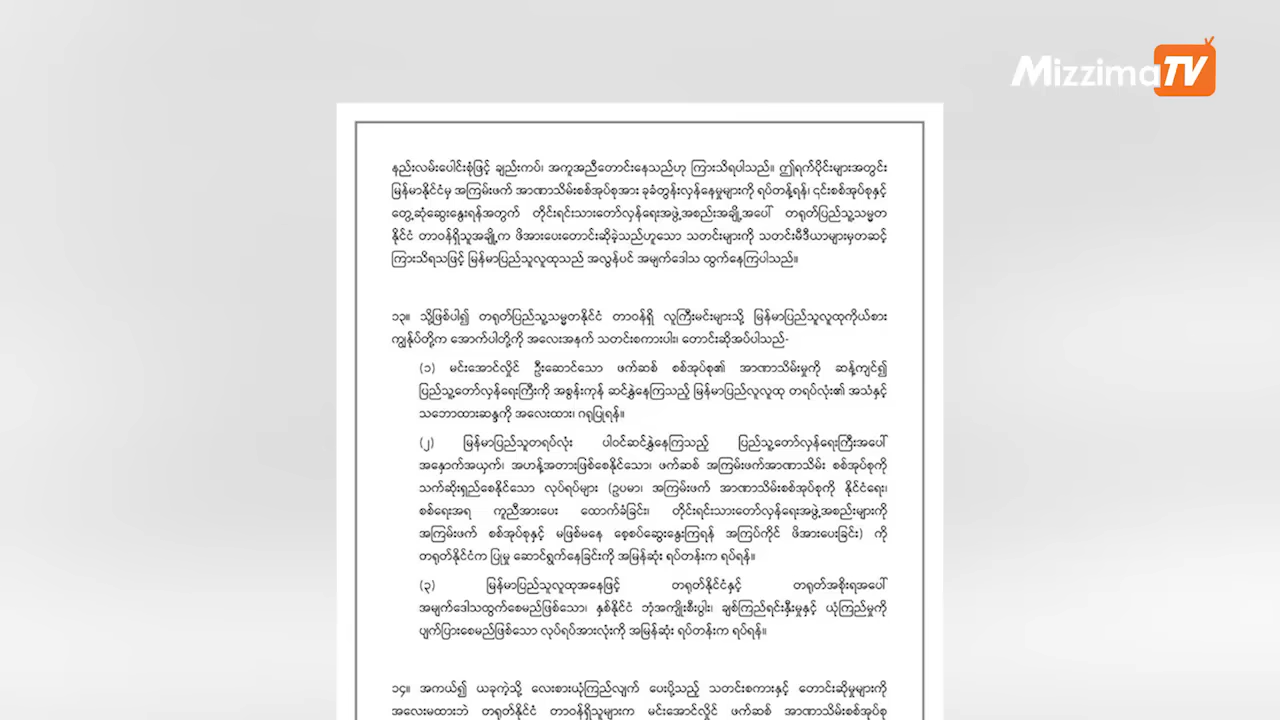 Mizzima TV
နည်းလမ်းပေါင်းစုံဖြင့် ချည်းကပ်၊ အကူအညီတောင်းနေသည်ဟု ကြားသိရပါသည်။ ဤရက်ပိုင်းများအတွင်း
မြန်မာနိုင်ငံမှ အကြမ်းဖက် အာဏာသိမ်းစစ်အုပ်စုအား ခုခံတွန်းလှန်နေမှုများကို ရပ်တန့်ရန်၊ ၎င်းစစ်အုပ်စုနှင့်
တွေ့ဆုံဆွေးနွေးရန်အတွက် တိုင်းရင်းသားတော်လှန်ရေးအဖွဲ့အစည်းအချို့အပေါ် တရုတ်ပြည်သူ့သမ္မတ
နိုင်ငံ တာဝန်ရှိသူအချို့က ဖိအားပေးတောင်းဆိုခဲ့သည်ဟူသော သတင်းများကို သတင်းမီဒီယာများမှတဆင့်
ကြားသိရသဖြင့် မြန်မာပြည်သူလူထုသည် အလွန်ပင် အမျက်ဒေါသ ထွက်နေကြပါသည်။
၁၃။ သို့ဖြစ်ပါ၍ တရုတ်ပြည်သူ့သမ္မတနိုင်ငံ တာဝန်ရှိ လူကြီးမင်းများသို့ မြန်မာပြည်သူလူထုကိုယ်စား
ကျွန်ုပ်တို့က အောက်ပါတို့ကို အလေးအနက် သတင်းစကားပါး၊ တောင်းဆိုအပ်ပါသည်-
(၁) မင်းအောင်လှိုင် ဦးဆောင်သော ဖက်ဆစ် စစ်အုပ်စု၏ အာဏာသိမ်းမှုကို ဆန့်ကျင်၍
ပြည်သူ့တော်လှန်ရေးကြီးကို အစွန်းကုန် ဆင်နွှဲနေကြသည့် မြန်မာပြည်လူလူထု တရပ်လုံး၏ အသံနှင့်
သဘောထားဆန္ဒကို အလေးထား၊ ဂရုပြုရန်။
(၂) မြန်မာပြည်သူတရပ်လုံး ပါဝင်ဆင်နွှဲနေကြသည့် ပြည်သူ့တော်လှန်ရေးကြီးအပေါ်
အနှောက်အယှက်၊ အဟန့်အတားဖြစ်စေနိုင်သော၊ ဖက်ဆစ် အကြမ်းဖက်အာဏာသိမ်း စစ်အုပ်စုကို
သက်ဆိုးရှည်စေနိုင်သော လုပ်ရပ်များ (ဥပမာ၊ အကြမ်းဖက် အာဏာသိမ်းစစ်အုပ်စုကို နိုင်ငံရေး၊
စစ်ရေးအရ ကူညီအားပေး ထောက်ခံခြင်း၊ တိုင်းရင်းသားတော်လှန်ရေးအဖွဲ့အစည်းများကို
အကြမ်းဖက် စစ်အုပ်စုနှင့် မဖြစ်မနေ စေ့စပ်ဆွေးနွေးကြရန် အကြပ်ကိုင် ဖိအားပေးခြင်း) ကို
တရုတ်နိုင်ငံက ပြုမှု ဆောင်ရွက်နေခြင်းကို အမြန်ဆုံး ရပ်တန်းက ရပ်ရန်။
(၃) မြန်မာပြည်သူလူထုအနေဖြင့် တရုတ်နိုင်ငံနှင့် တရုတ်အစိုးရအပေါ်
အမျက်ဒေါသထွက်စေမည်ဖြစ်သော၊ နှစ်နိုင်ငံ ဘုံအကျိုးစီးပွါး၊ ချစ်ကြည်ရင်းနှီးမှုနှင့် ယုံကြည်မှုကို
ပျက်ပြားစေမည်ဖြစ်သော လုပ်ရပ်အားလုံးကို အမြန်ဆုံး ရပ်တန်းက ရပ်ရန်။
၁၄။ အကယ်၍ ယခုကဲ့သို့ လေးစားယုံကြည်လျက် ပေးပို့သည့် သတင်းစကားနှင့် တောင်းဆိုမှုများကို
အလေးမထားဘဲ တရုတ်နိုင်ငံ တာဝန်ရှိသူများက မင်းအောင်လှိုင် ဖက်ဆစ် အာဏာသိမ်းစစ်အုပ်စု